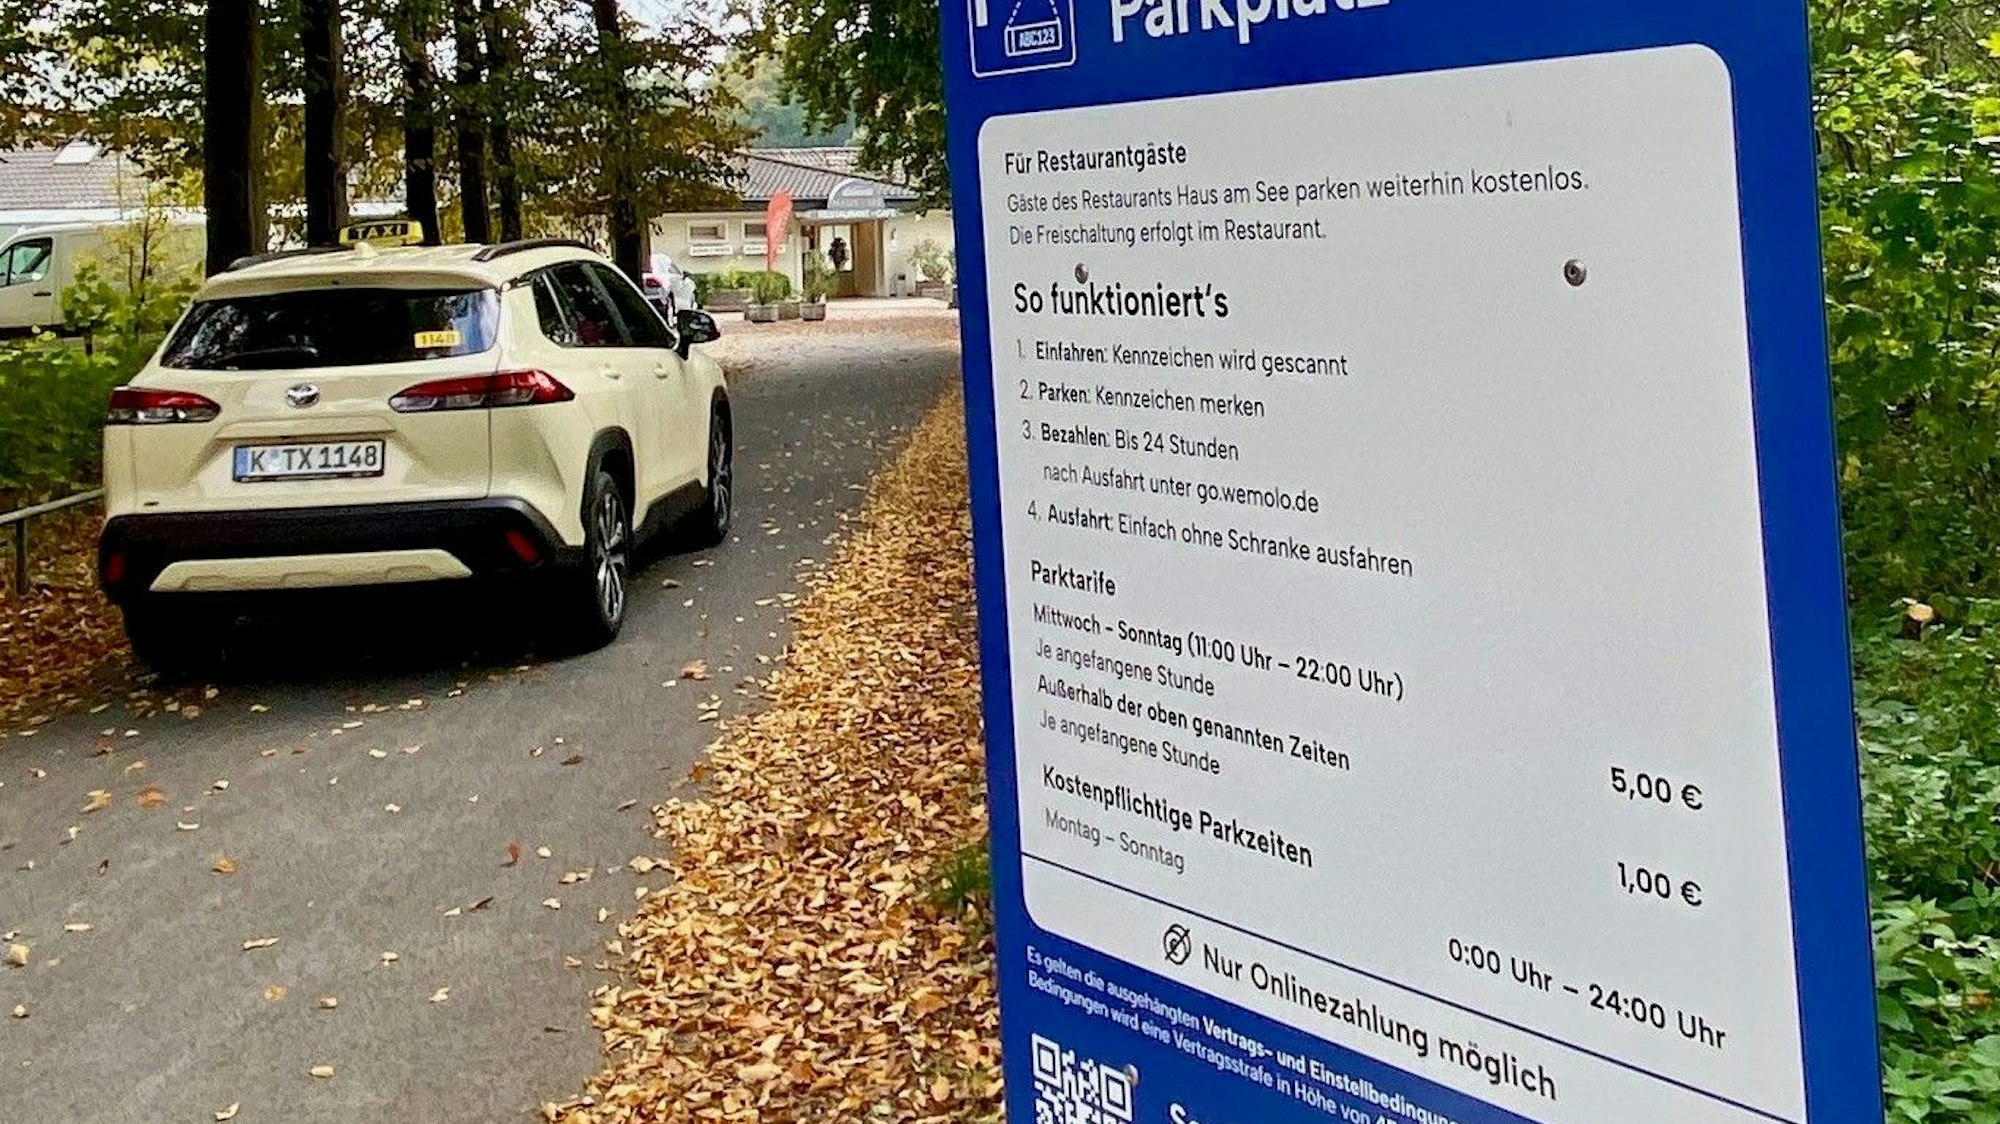 Parkplatz
ABC123
Für Restaurantgäste
Gäste des Restaurants Haus am See parken weiterhin kostenlos.
Die Freischaltung erfolgt im Restaurant.
So funktioniert‘s
1. Einfahren: Kennzeichen wird gescannt
2. Parken: Kennzeichen merken
3. Bezahlen: Bis 24 Stunden
nach Ausfahrt unter go.wemolo.de
4. Ausfahrt: Einfach ohne Schranke ausfahren
Parktarife
Mittwoch – Sonntag (11:00 Uhr – 22:00 Uhr)
Je angefangene Stunde 5,00 €
Außerhalb der oben genannten Zeiten
Je angefangene Stunde 1,00 €
Kostenpflichtige Parkzeiten
Montag – Sonntag 0:00 Uhr – 24:00 Uhr
Nur Onlinezahlung möglich
Es gelten die ausgehängten Vertrags- und Einstellbedingu
Bedingungen wird eine Vertragsstrafe in Höhe von
TAXI
1148
K TX 1148